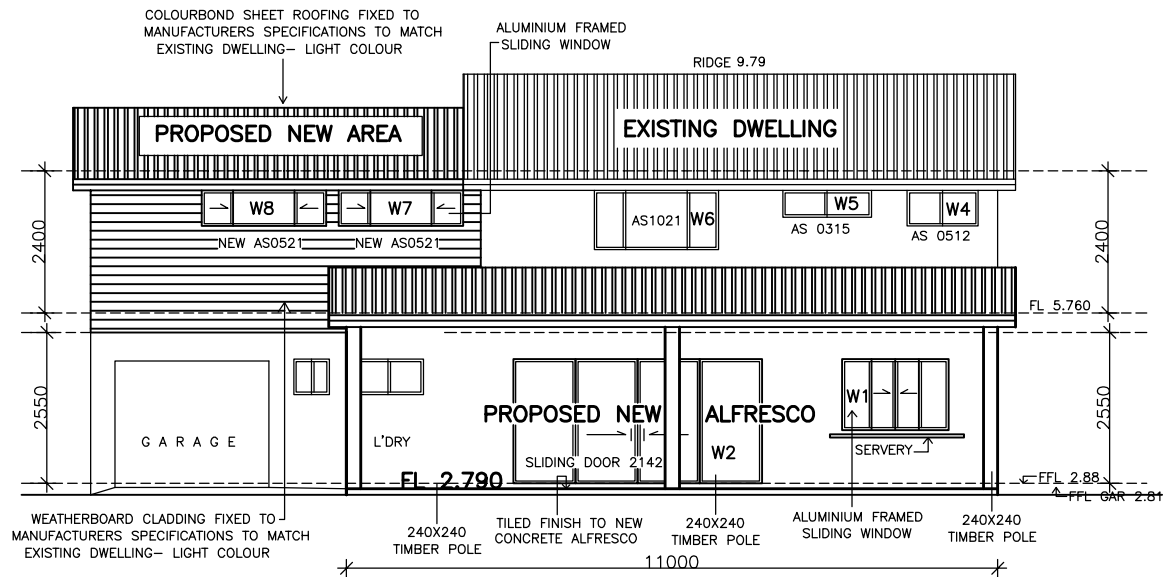 COLOURBOND SHEET ROOFING FIXED TO
MANUFACTURERS SPECIFICATIONS TO MATCH
EXISTING DWELLING– LIGHT COLOUR
ALUMINIUM FRAMED
SLIDING WINDOW
RIDGE 9.79
PROPOSED NEW AREA
EXISTING DWELLING
W8
W7
AS1021
W6
W5
W4
NEW AS0521
NEW AS0521
AS 0315
AS 0512
2400
2400
FL 5.760
2550
2550
GARAGE
L'DRY
PROPOSED NEW ALFRESCO
W1
SLIDING DOOR 2142
W2
SERVERY
FL 2.790
FFL 2.88
FFL GAR 2.81
WEATHERBOARD CLADDING FIXED TO
MANUFACTURERS SPECIFICATIONS TO MATCH
EXISTING DWELLING– LIGHT COLOUR
240X240
TIMBER POLE
TILED FINISH TO NEW
CONCRETE ALFRESCO
240X240
TIMBER POLE
ALUMINIUM FRAMED
SLIDING WINDOW
240X240
TIMBER POLE
11000